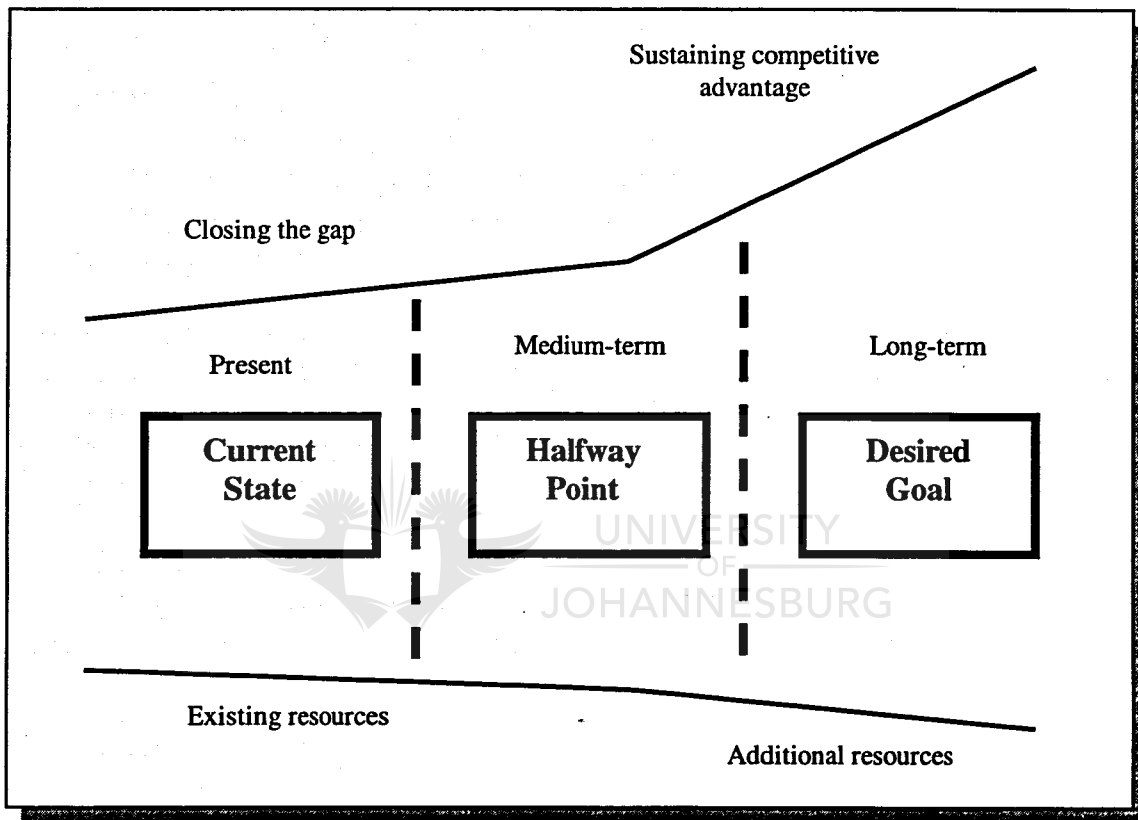 Sustaining competitive
advantage
Closing the gap
Present
Medium-term
Long-term
Current
State
Halfway
Point
Desired
Goal
UNIVERSITY
OF
JOHANNESBURG
Existing resources
Additional resources